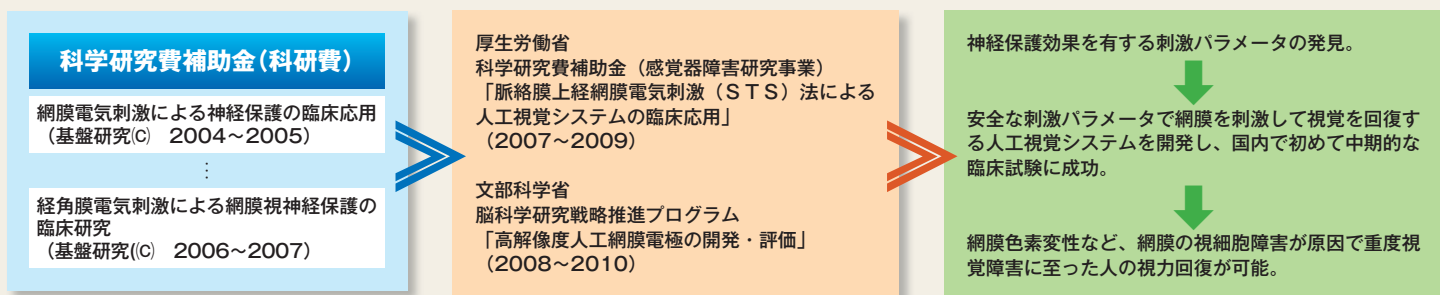 科学研究費補助金(科研費)
網膜電気刺激による神経保護の臨床応用
(基盤研究(C) 2004~2005)
⋮
経角膜電気刺激による網膜視神経保護の
臨床研究
(基盤研究((C) 2006~2007)
厚生労働省
科学研究費補助金(感覚器障害研究事業)
「脈絡膜上経網膜電気刺激(STS)法による
人工視覚システムの臨床応用」
(2007~2009)
文部科学省
脳科学研究戦略推進プログラム
「高解像度人工網膜電極の開発・評価」
(2008~2010)
神経保護効果を有する刺激パラメータの発見。
安全な刺激パラメータで網膜を刺激して視覚を回復す
る人工視覚システムを開発し、国内で初めて中期的な
臨床試験に成功。
網膜色素変性など、網膜の視細胞障害が原因で重度視
覚障害に至った人の視力回復が可能。